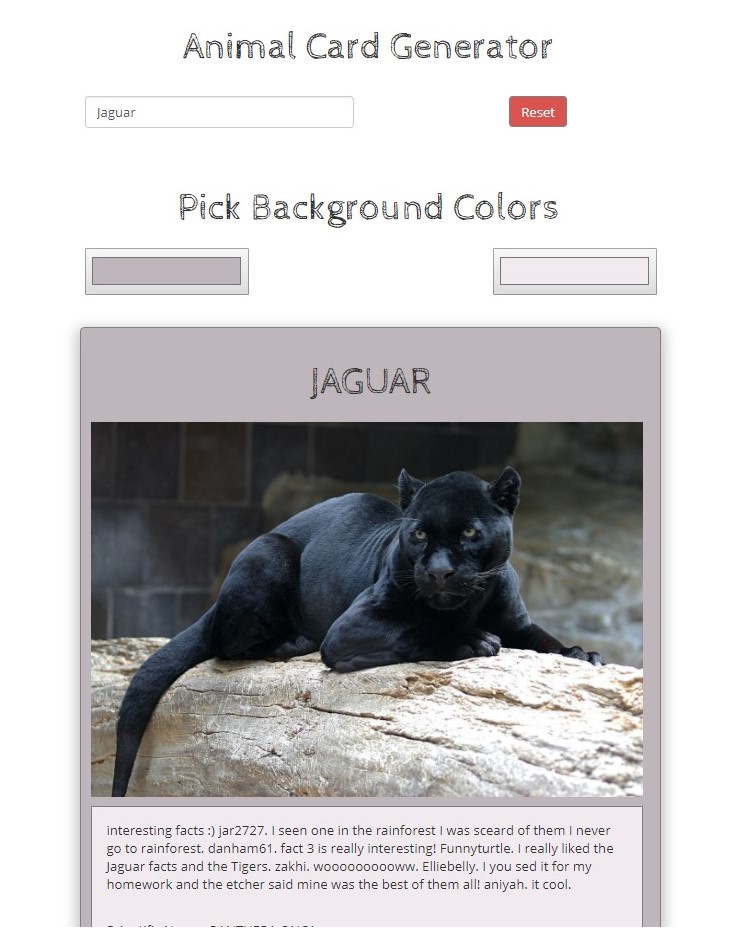 Animal Card Generator
Jaguar
Reset
Pick Background Colors
JAGUAR
interesting facts :) jar2727. I seen one in the rainforest I was sceard of them I never
go to rainforest. danham61. fact 3 is really interesting! Funnyturtle. I really liked the
Jaguar facts and the Tigers. zakhi. woooooooooww. Elliebelly. I you sed it for my
homework and the etcher said mine was the best of them all! aniyah. it cool.